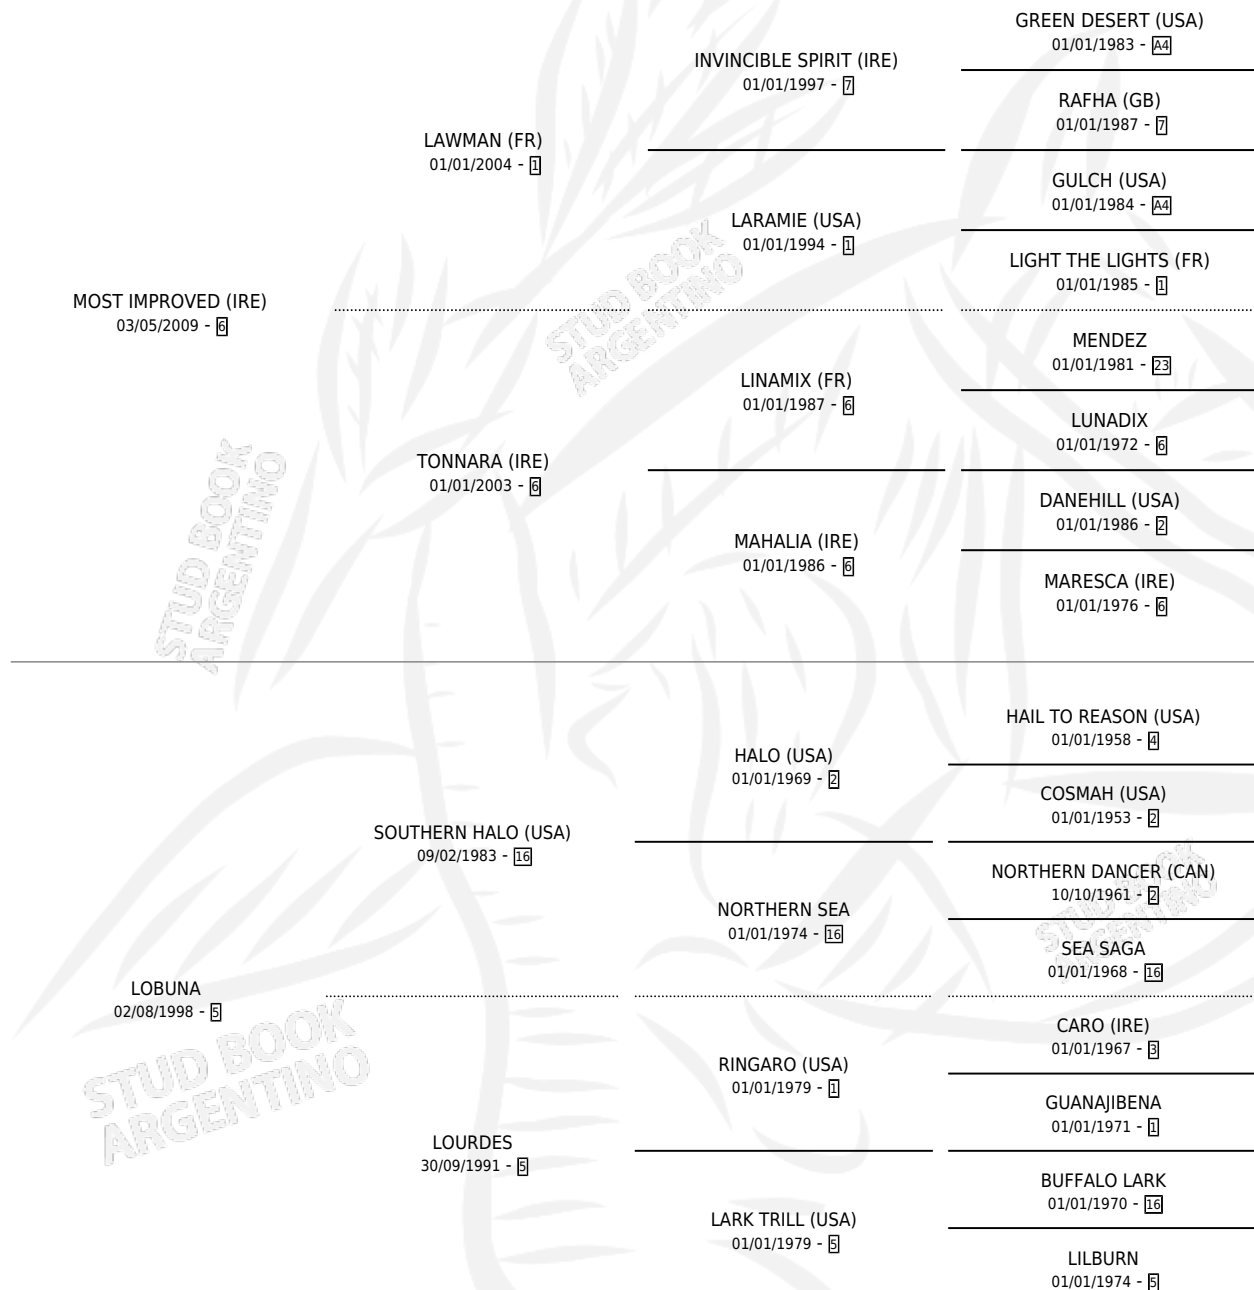 GREEN DESERT (USA)
01/01/1983 - A4
INVINCIBLE SPIRIT (IRE)
01/01/1997 - 7
RAFHA (GB)
01/01/1987 - 7
LAWMAN (FR)
01/01/2004 - 1
GULCH (USA)
01/01/1984 - A4
LARAMIE (USA)
01/01/1994 - 1
LIGHT THE LIGHTS (FR)
01/01/1985 - 1
MOST IMPROVED (IRE)
03/05/2009 - 6
MENDEZ
01/01/1981 - 23
LINAMIX (FR)
01/01/1987 - 6
LUNADIX
01/01/1972 - 6
TONNARA (IRE)
01/01/2003 - 6
DANEHILL (USA)
01/01/1986 - 2
MAHALIA (IRE)
01/01/1986 - 6
MARESCA (IRE)
01/01/1976 - 6
HAIL TO REASON (USA)
01/01/1958 - 4
HALO (USA)
01/01/1969 - 2
COSMAH (USA)
01/01/1953 - 2
SOUTHERN HALO (USA)
09/02/1983 - 16
NORTHERN DANCER (CAN)
10/10/1961 - 2
NORTHERN SEA
01/01/1974 - 16
SEA SAGA
01/01/1968 - 16
LOBUNA
02/08/1998 - 5
CARO (IRE)
01/01/1967 - 3
RINGARO (USA)
01/01/1979 - 1
GUANAJIBENA
01/01/1971 - 1
LOURDES
30/09/1991 - 5
BUFFALO LARK
01/01/1970 - 16
LARK TRILL (USA)
01/01/1979 - 5
LILBURN
01/01/1974 - 5
STUD BOOK
ARGENTINO
STUD BOOK
ARGENTINO
STUD BOOK
ARGENTINO
STUD BOOK
ARGENTINO